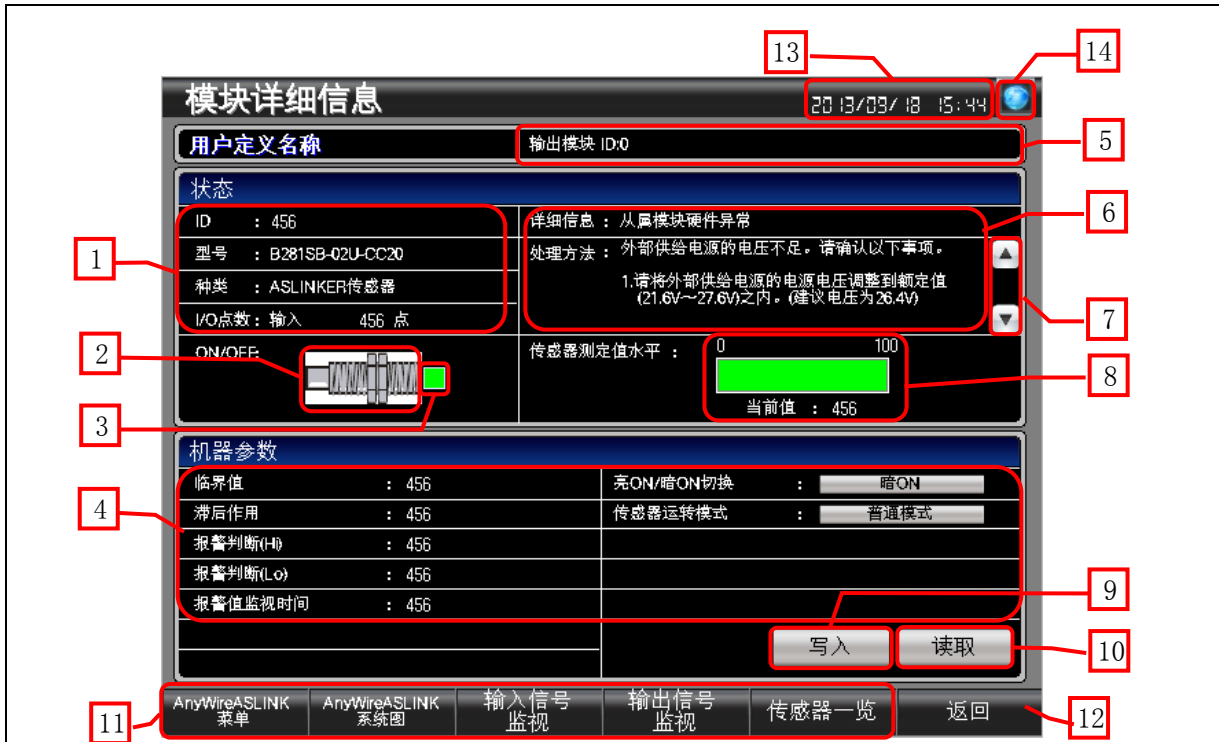 13
14
模块详细信息
2013/09/18 15:44
用户定义名称
输出模块 ID:0
5
状态
ID : 456
详细信息 : 从属模块硬件异常
6
1
型号 : B281SB-02U-CC20
处理方法 : 外部供给电源的电压不足。请确认以下事项。
种类 : ASLINKER传感器
1.请将外部供给电源的电源电压调整到额定值
(21.6V～27.6V)之内。(建议电压为26.4V)
I/O点数 : 输入 456 点
7
2
ON/OFF:
传感器测定值水平 : 0 100
8
当前值 : 456
3
机器参数
临界值 : 456
亮ON/暗ON切换 : 暗ON
4
滞后作用 : 456
传感器运转模式 : 普通模式
报警判断(Hi) : 456
报警判断(Lo) : 456
9
报警值监视时间 : 456
写入
读取
10
11
AnyWireASLINK
菜单
AnyWireASLINK
系统图
输入信号
监视
输出信号
监视
传感器一览
返回
12